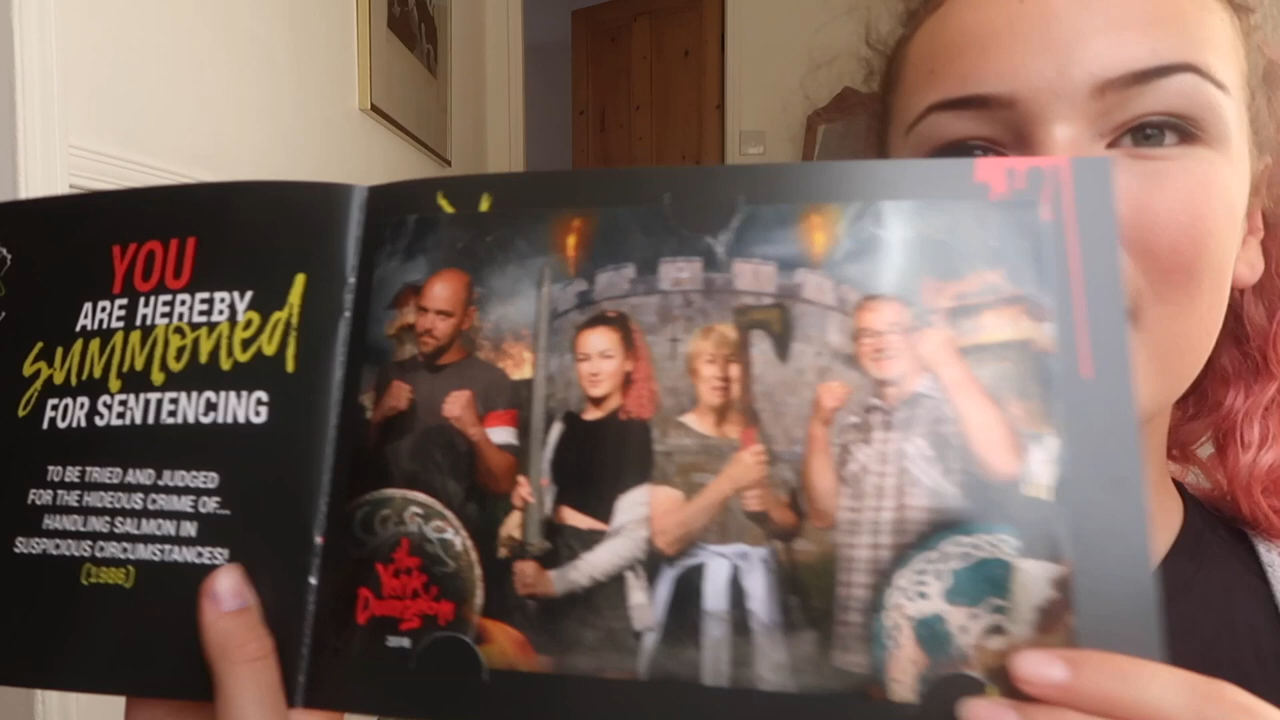 YOU
ARE HEREBY
summoned
FOR SENTENCING
TO BE TRIED AND JUDGED
FOR THE HIDEOUS CRIME OF...
HANDLING SALMON IN
SUSPICIOUS CIRCUMSTANCES!
(1986)
The
York
Dungeon